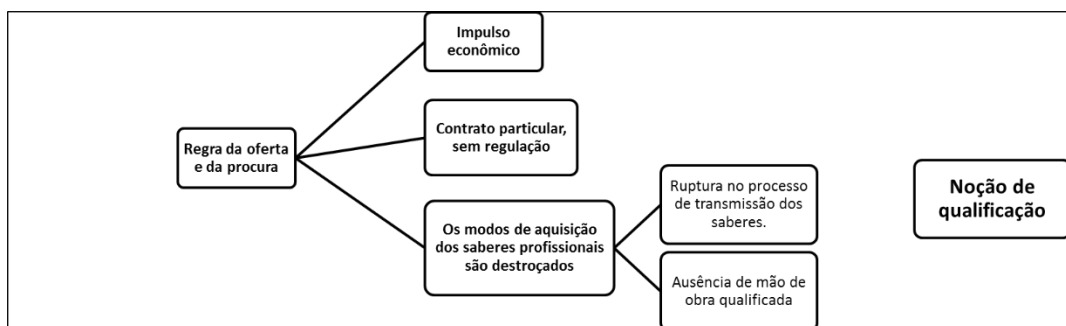 Impulso
econômico
Regra da oferta
e da procura
Contrato particular,
sem regulação
Os modos de aquisição
dos saberes profissionais
são destroçados
Ruptura no processo
de transmissão dos
saberes.
Ausência de mão de
obra qualificada
Noção de
qualificação